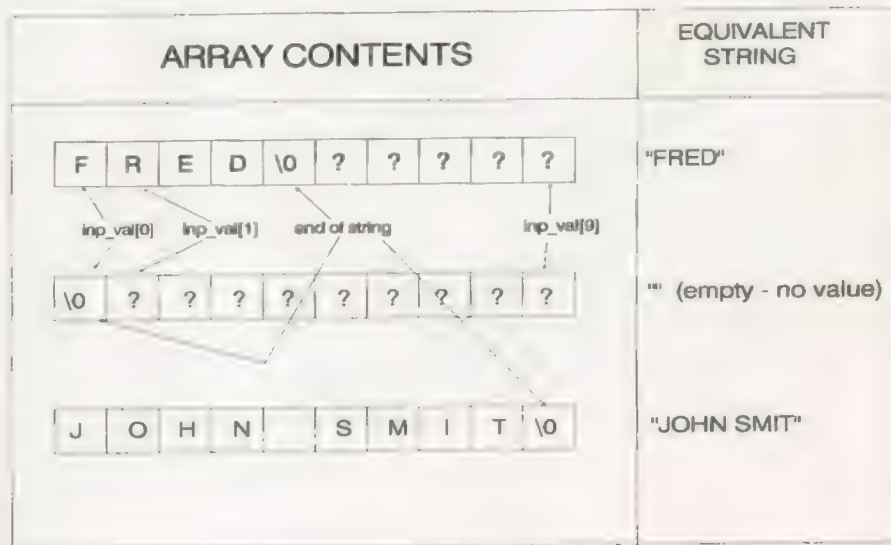 ARRAY CONTENTS
EQUIVALENT
STRING
F R E D \0 ? ? ? ? ?
"FRED"
inp_val[0] inp_val[1] end of string inp_val[9]
\0 ? ? ? ? ? ? ? ? ?
"" (empty - no value)
J O H N S M I T \0
"JOHN SMIT"